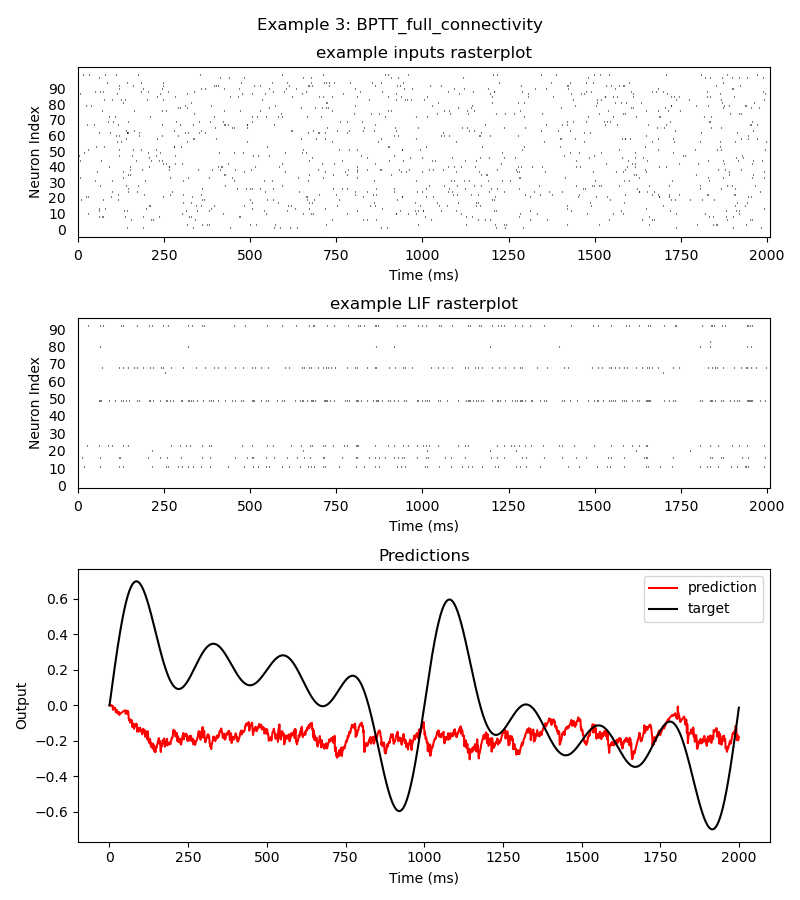 Example 3: BPTT_full_connectivity
example inputs rasterplot
90
80
70
60
50
40
30
20
10
0
Neuron Index
0 250 500 750 1000 1250 1500 1750 2000
Time (ms)
example LIF rasterplot
90
80
70
60
50
40
30
20
10
0
Neuron Index
0 250 500 750 1000 1250 1500 1750 2000
Time (ms)
Predictions
prediction
target
0.6
0.4
0.2
0.0
−0.2
−0.4
−0.6
Output
0 250 500 750 1000 1250 1500 1750 2000
Time (ms)